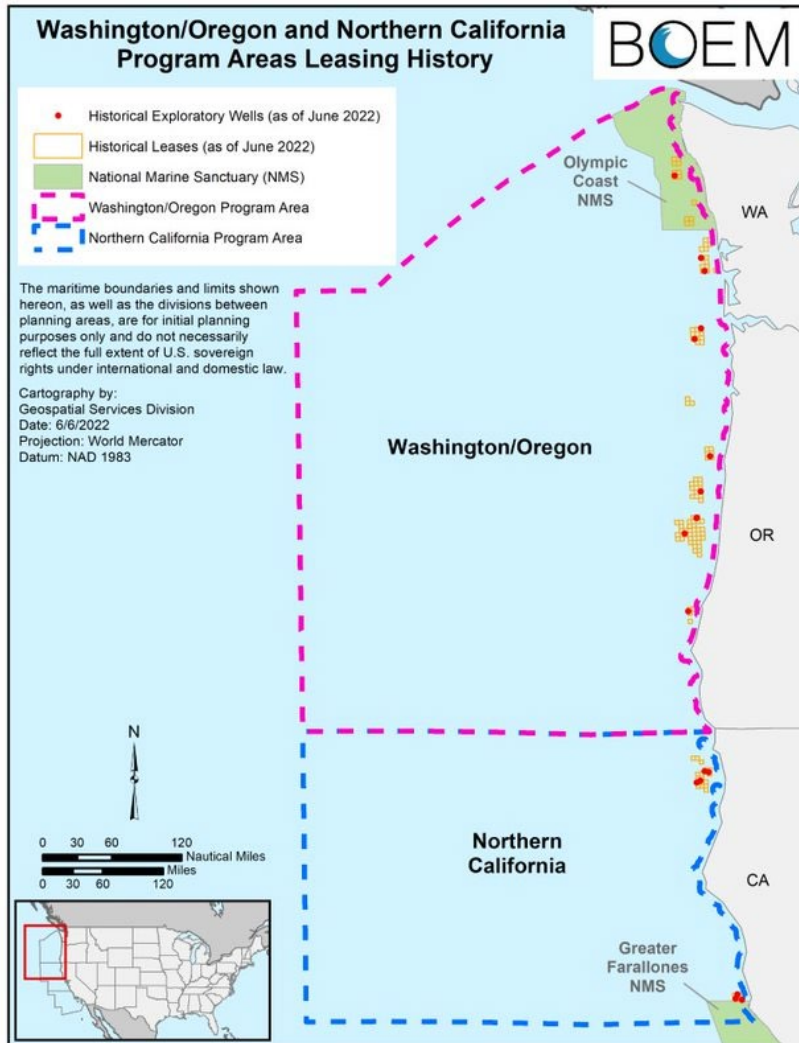 Washington/Oregon and Northern California
Program Areas Leasing History
BOEM
Historical Exploratory Wells (as of June 2022)
Historical Leases (as of June 2022)
National Marine Sanctuary (NMS)
Washington/Oregon Program Area
Northern California Program Area
The maritime boundaries and limits shown
hereon, as well as the divisions between
planning areas, are for initial planning
purposes only and do not necessarily
reflect the full extent of U.S. sovereign
rights under international and domestic law.
Cartography by:
Geospatial Services Division
Date: 6/6/2022
Projection: World Mercator
Datum: NAD 1983
Olympic
Coast
NMS
WA
Washington/Oregon
OR
N
0 30 60 120
Nautical Miles
Miles
0 30 60 120
Northern
California
CA
Greater
Farallones
NMS